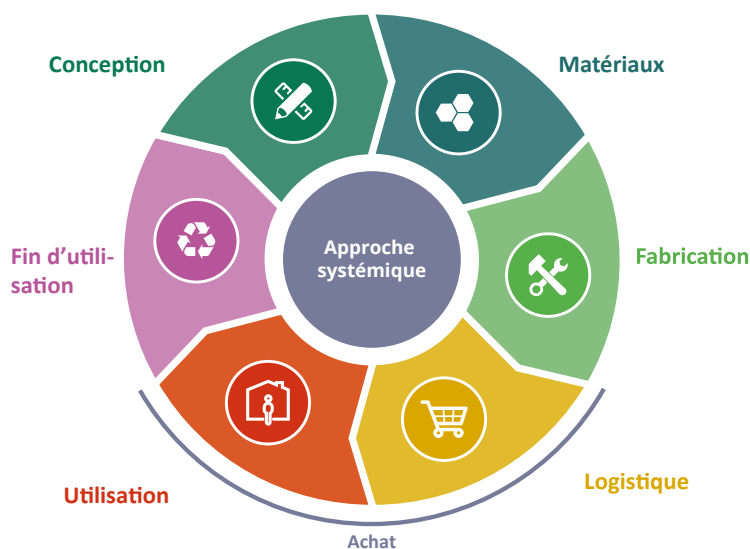 Conception
Matériaux
Fin d'utili-
sation
Approche
systémique
Fabrication
Utilisation
Logistique
Achat